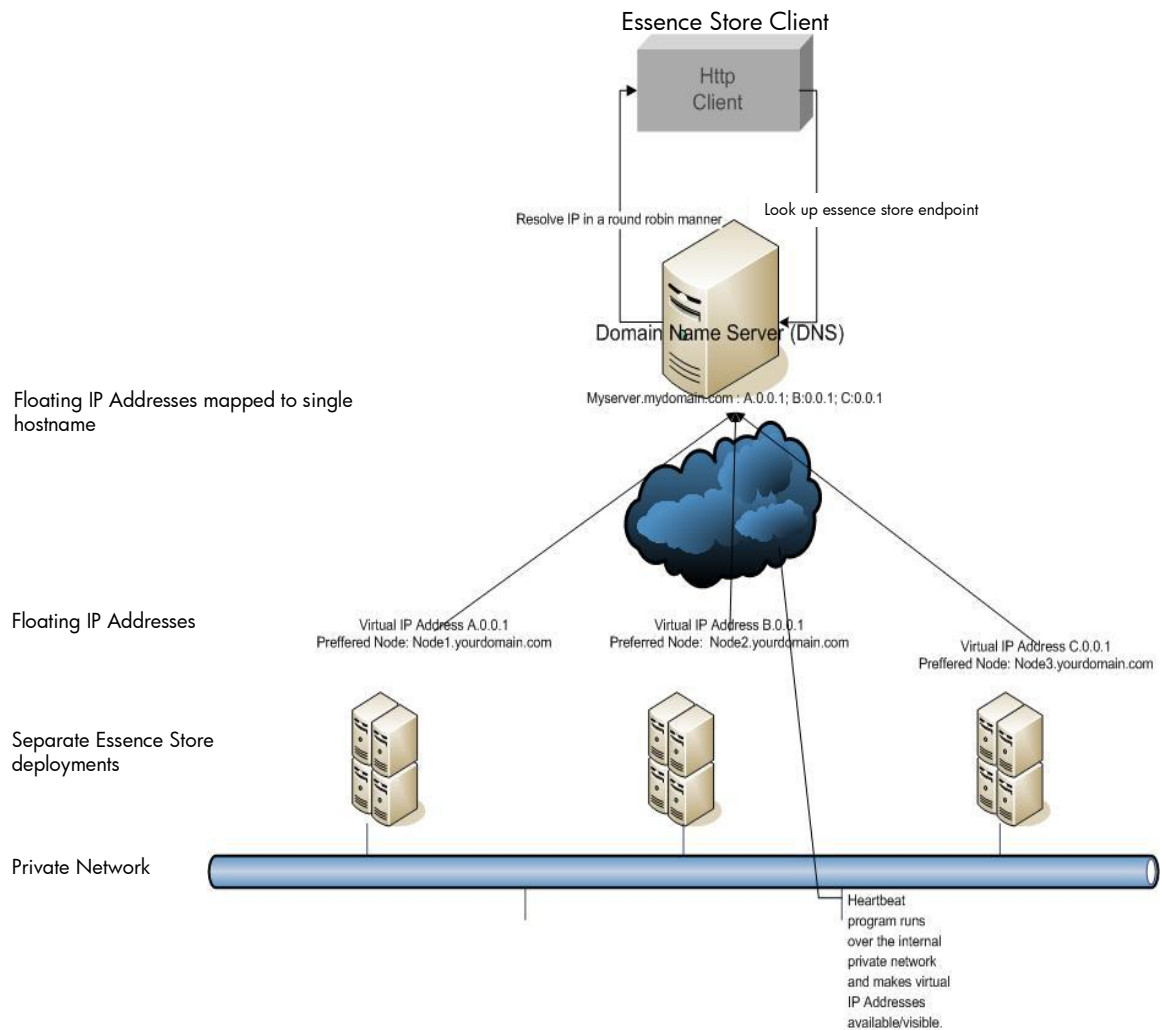 Essence Store Client
Http
Client
Resolve IP in a round robin manner
Look up essence store endpoint
Domain Name Server (DNS)
Floating IP Addresses mapped to single
hostname
Myserver.mydomain.com : A.0.0.1; B:0.0.1; C:0.0.1
Floating IP Addresses
Virtual IP Address A.0.0.1
Preffered Node: Node1.yourdomain.com
Virtual IP Address B.0.0.1
Preferred Node: Node2.yourdomain.com
Virtual IP Address C.0.0.1
Preffered Node: Node3.yourdomain.com
Separate Essence Store
deployments
Private Network
Heartbeat
program runs
over the internal
private network
and makes virtual
IP Addresses
available/visible.